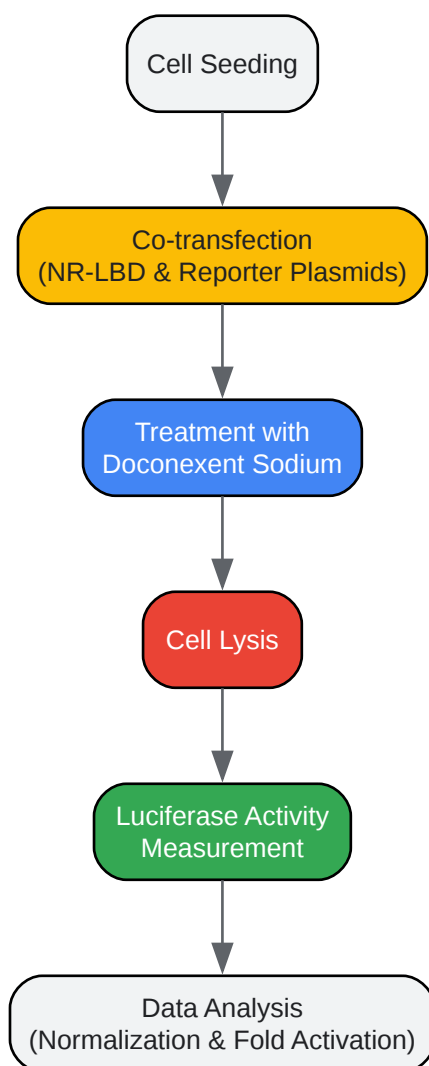 Cell Seeding
Co-transfection
(NR-LBD & Reporter Plasmids)
Treatment with
Doconexent Sodium
Cell Lysis
Luciferase Activity
Measurement
Data Analysis
(Normalization & Fold Activation)